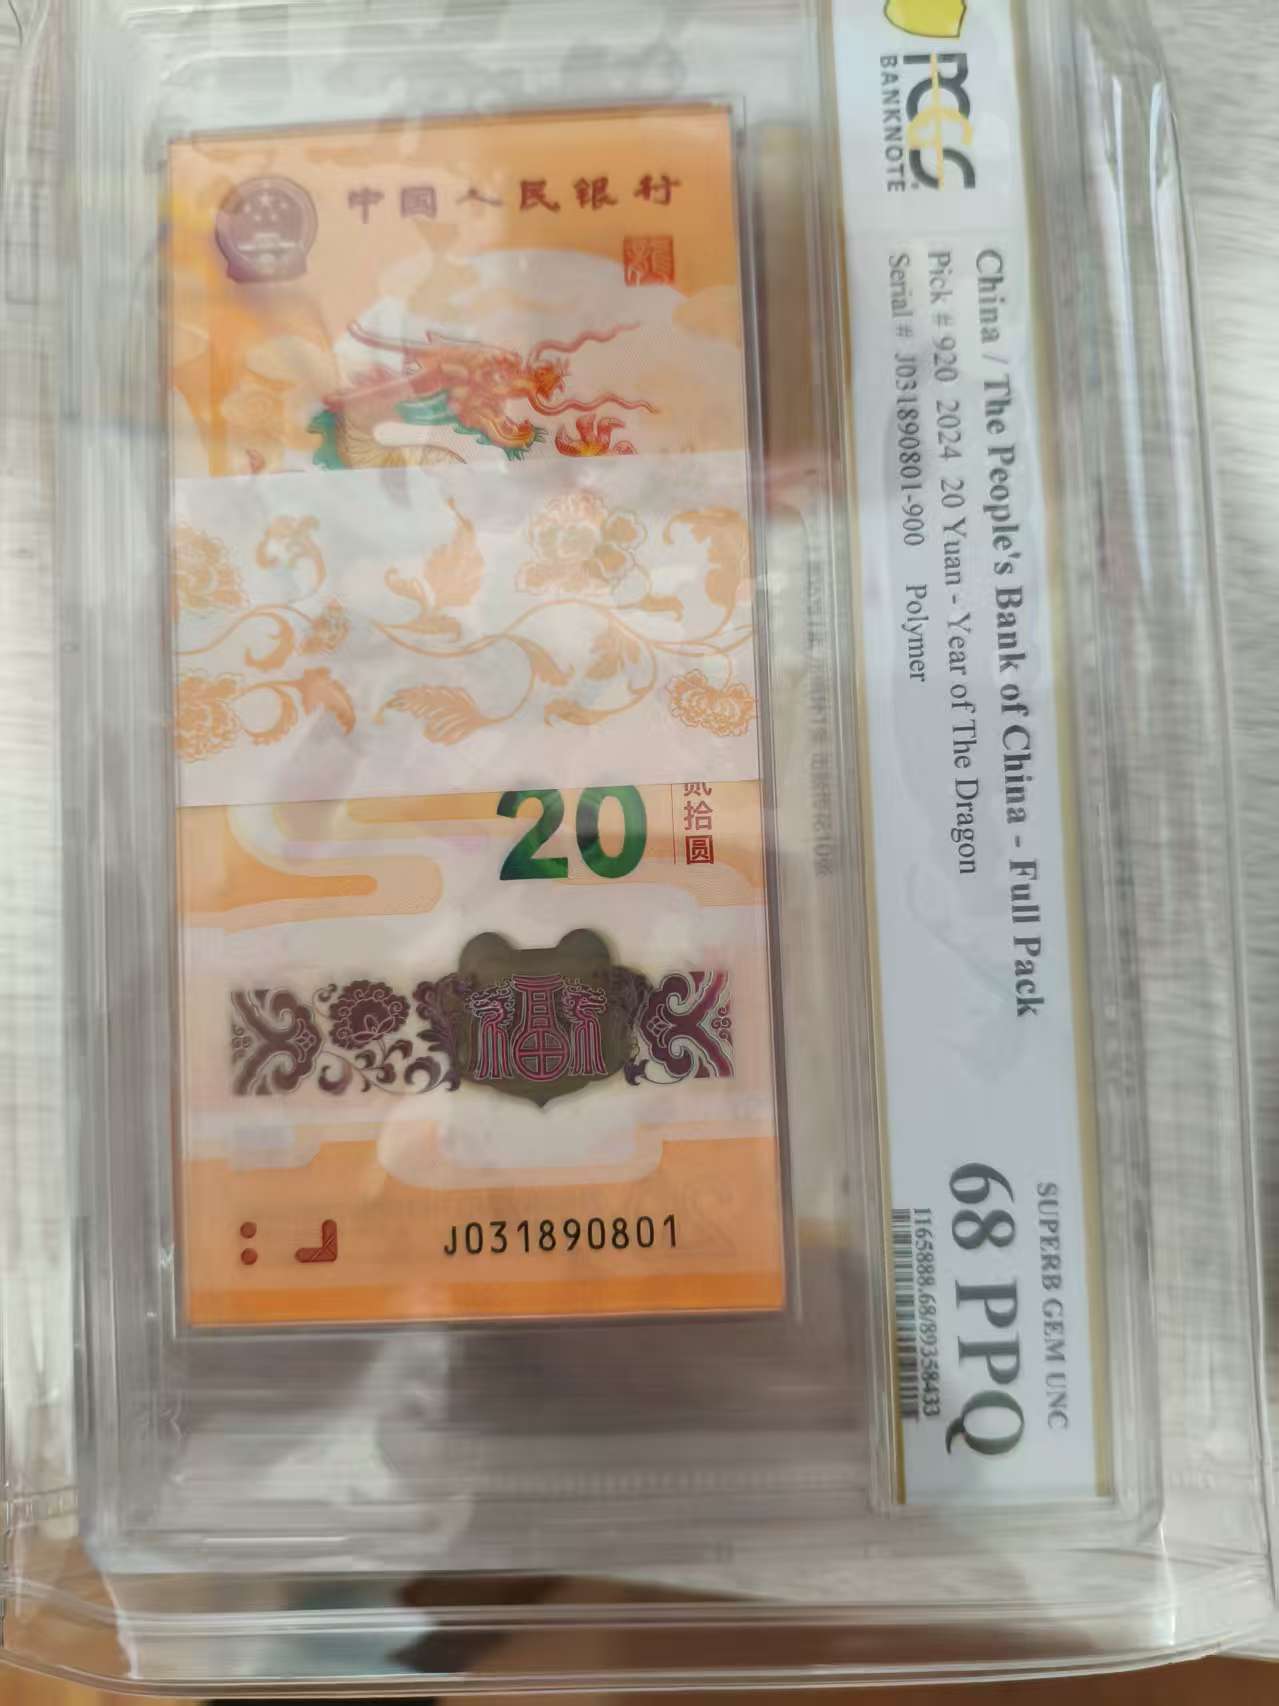 PCGS
BANKNOTE
China / The People's Bank of China - Full Pack
Pick # 920 2024 20 Yuan - Year of The Dragon
Serial # J031890801-900 Polymer
SUPERB GEM UNC
68 PPQ
1165888.68/89358433
中国人民银行
20
贰拾圆
福
J031890801